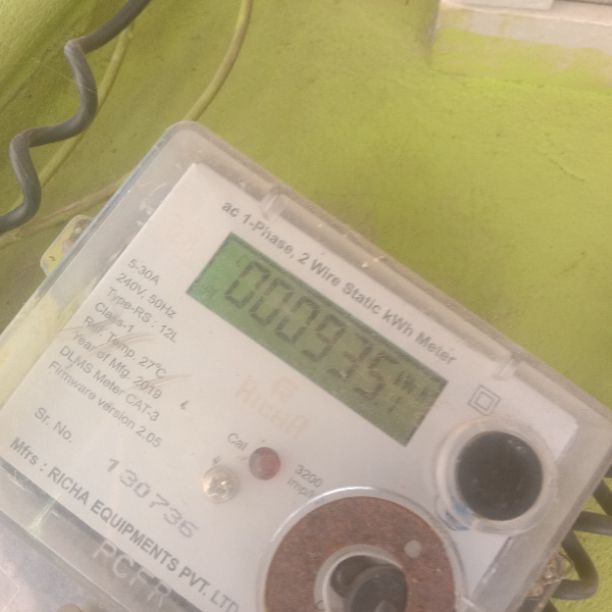 ac 1-Phase, 2 Wire Static kWh Meter
5-30A
240V, 50Hz
Type-RS : 12L
Class-1
Ref. Temp. 27°C
Year of Mfg. 2019
DLMS Meter CAT-3
Firmware version 2.05
000935
RICHA
Cal
3200
Sr. No.
130736
Mfrs : RICHA EQUIPMENTS PVT. LTD